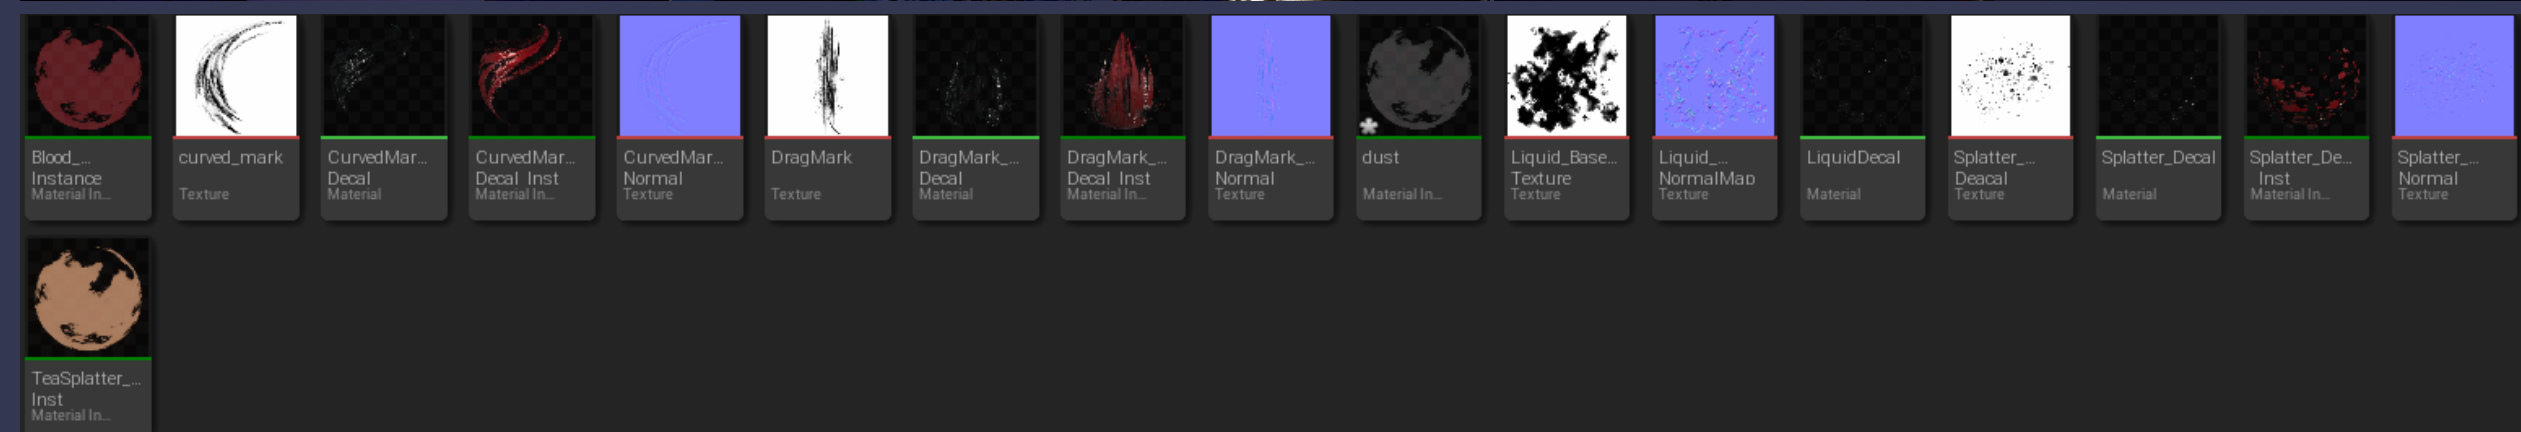 Blood_...
Instance
Material In...
curved_mark
Texture
CurvedMar...
Decal
Material
CurvedMar...
Decal_Inst
Material In...
CurvedMar...
Normal
Texture
DragMark
Texture
DragMark_...
Decal
Material
DragMark_...
Decal_Inst
Material In...
DragMark_...
Normal
Texture
dust
Material In...
Liquid_Base...
Texture
Texture
Liquid_...
NormalMap
Texture
LiquidDecal
Material
Splatter_...
Deacal
Texture
Splatter_Decal
Material
Splatter_De...
_Inst
Material In...
Splatter_...
Normal
Texture
TeaSplatter_...
Inst
Material In...